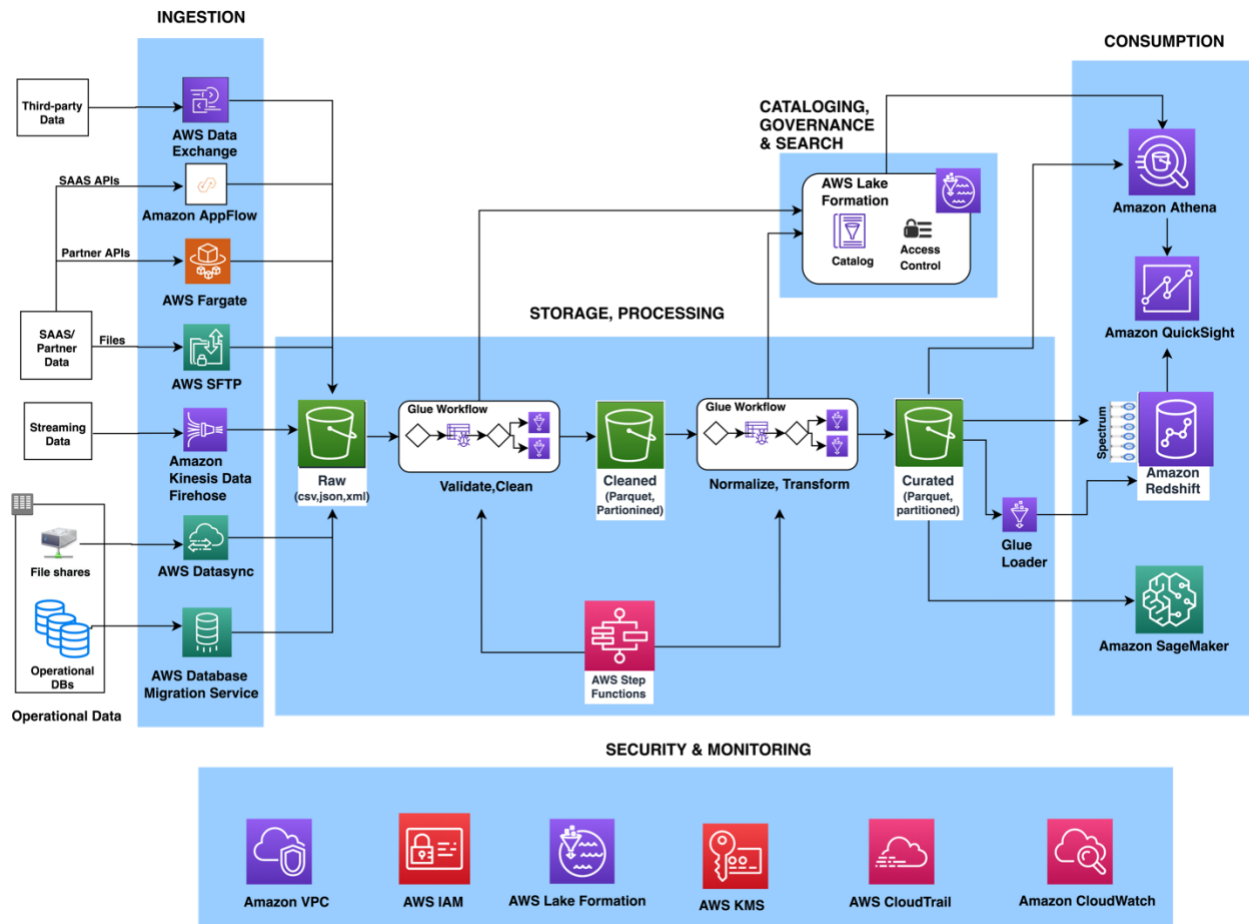 INGESTION
CONSUMPTION
Third-party
Data
AWS Data
Exchange
CATALOGING,
GOVERNANCE
& SEARCH
SAAS APIs
Amazon AppFlow
AWS Lake
Formation
Catalog
Access
Control
Amazon Athena
Partner APIs
AWS Fargate
STORAGE, PROCESSING
Amazon QuickSight
SAAS/
Partner
Data
Files
AWS SFTP
Streaming
Data
Amazon
Kinesis Data
Firehose
Raw
(csv,json,xml)
Glue Workflow
Validate,Clean
Cleaned
(Parquet,
Partionined)
Glue Workflow
Normalize, Transform
Curated
(Parquet,
partitioned)
Glue
Loader
Spectrum
Amazon
Redshift
File shares
AWS Datasync
Operational
DBs
Operational Data
AWS Database
Migration Service
AWS Step
Functions
Amazon SageMaker
SECURITY & MONITORING
Amazon VPC
AWS IAM
AWS Lake Formation
AWS KMS
AWS CloudTrail
Amazon CloudWatch